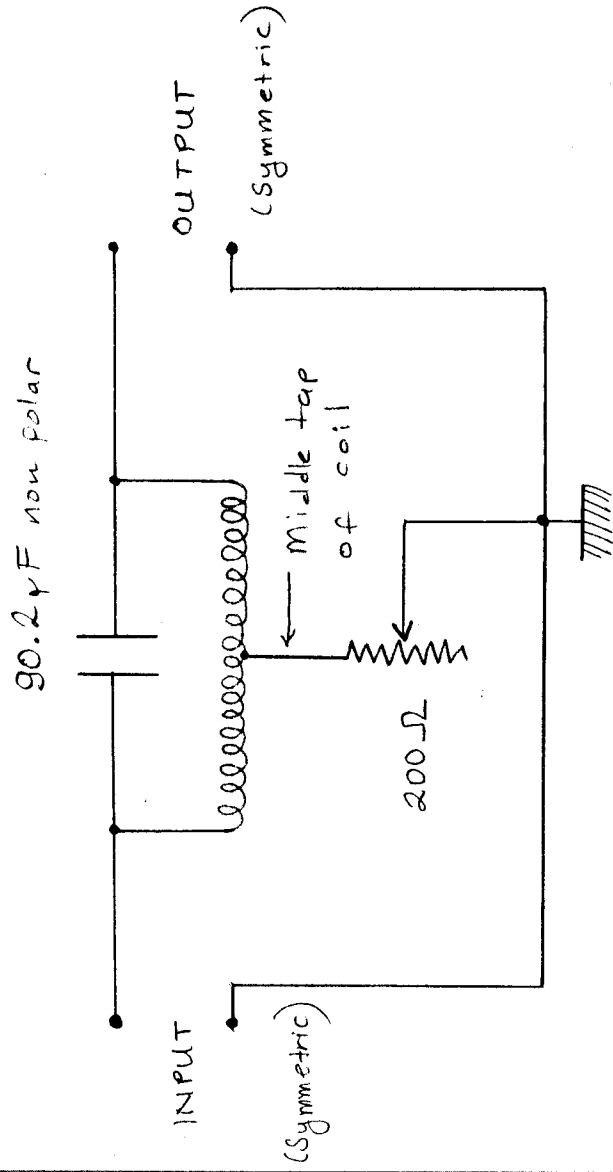 90.2µF non polar
INPUT
(Symmetric)
OUTPUT
(Symmetric)
Middle tap
of coil
200Ω